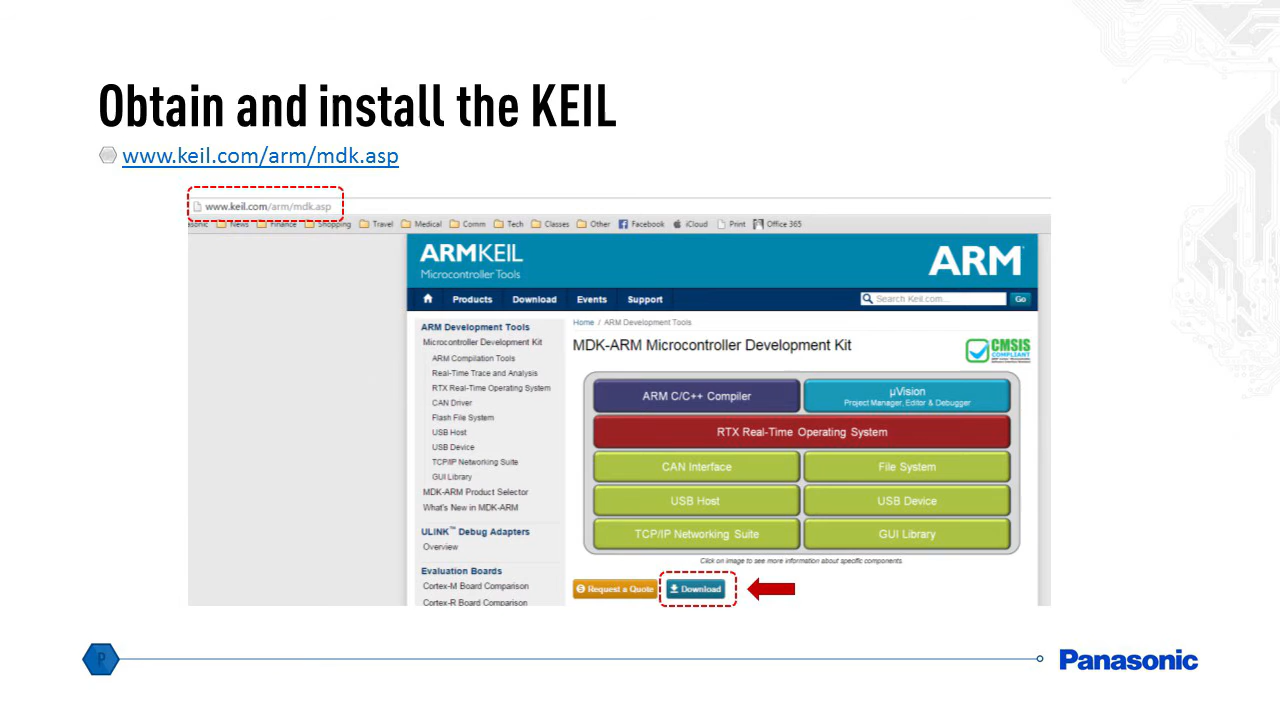 Obtain and install the KEIL
www.keil.com/arm/mdk.asp
www.keil.com/arm/mdk.asp
News Finance Shopping Travel Medical Comm Tech Classes Other Facebook iCloud Print Office 365
ARMKEIL
Microcontroller Tools
ARM
Products Download Events Support
Search Keil.com... Go
ARM Development Tools
Microcontroller Development Kit
ARM Compilation Tools
Real-Time Trace and Analysis
RTX Real-Time Operating System
CAN Driver
Flash File System
USB Host
USB Device
TCP/IP Networking Suite
GUI Library
MDK-ARM Product Selector
What's New in MDK-ARM
ULINK™ Debug Adapters
Overview
Evaluation Boards
Cortex-M Board Comparison
Cortex-R Board Comparison
Home / ARM Development Tools
MDK-ARM Microcontroller Development Kit
CMSIS
COMPLIANT
ARM C/C++ Compiler
µVision
Project Manager, Editor & Debugger
RTX Real-Time Operating System
CAN Interface
File System
USB Host
USB Device
TCP/IP Networking Suite
GUI Library
Click on image to see more information about specific components
Request a Quote
Download
P
Panasonic